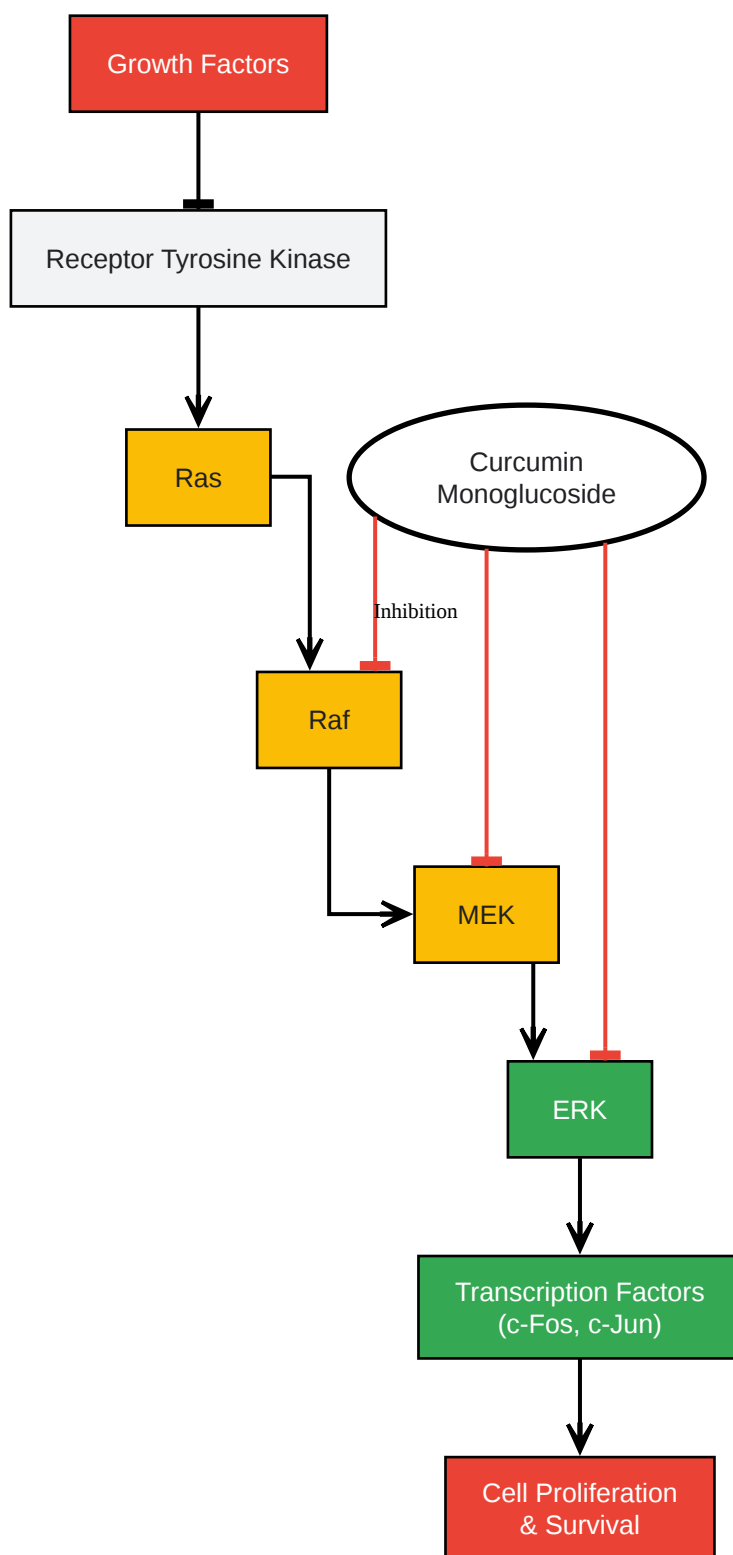 Growth Factors
Receptor Tyrosine Kinase
Ras
Curcumin
Monoglucoside
Inhibition
Raf
MEK
ERK
Transcription Factors
(c-Fos, c-Jun)
Cell Proliferation
& Survival